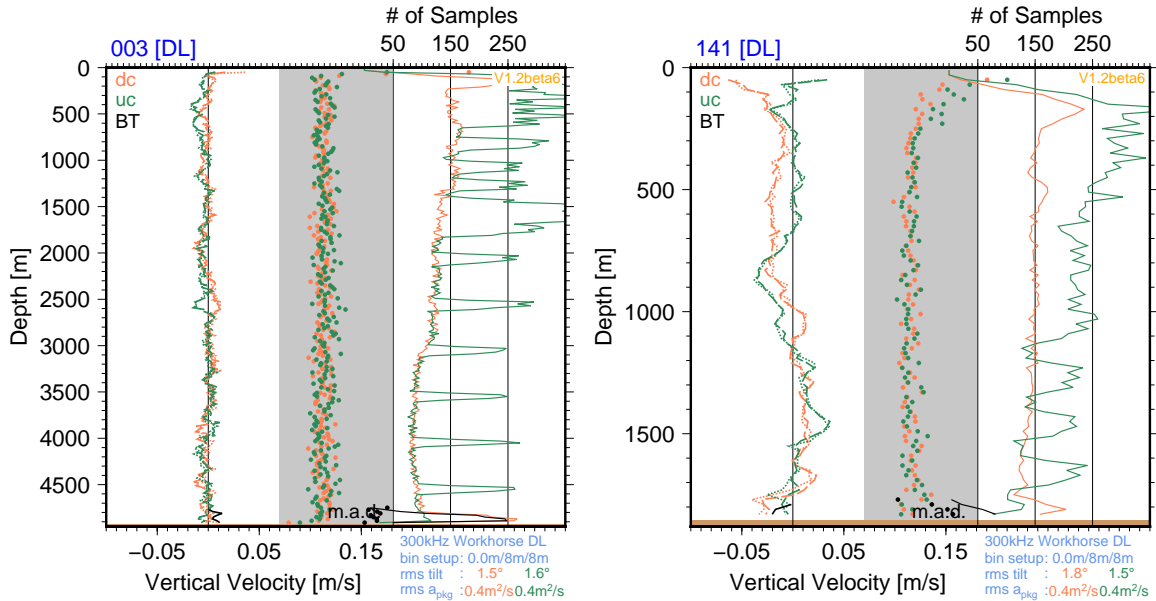 # of Samples
003 [DL]
50 150 250
V1.2beta6
dc
uc
BT
0
500
1000
1500
2000
2500
3000
3500
4000
4500
Depth [m]
m.a.d.
−0.05 0.05 0.15
Vertical Velocity [m/s]
300kHz Workhorse DL
bin setup: 0.0m/8m/8m
rms tilt : 1.5° 1.6°
rms apkg :0.4m²/s 0.4m²/s
# of Samples
141 [DL]
50 150 250
V1.2beta6
dc
uc
BT
0
500
1000
1500
Depth [m]
m.a.d.
−0.05 0.05 0.15
Vertical Velocity [m/s]
300kHz Workhorse DL
bin setup: 0.0m/8m/8m
rms tilt : 1.8° 1.5°
rms apkg :0.4m²/s 0.4m²/s